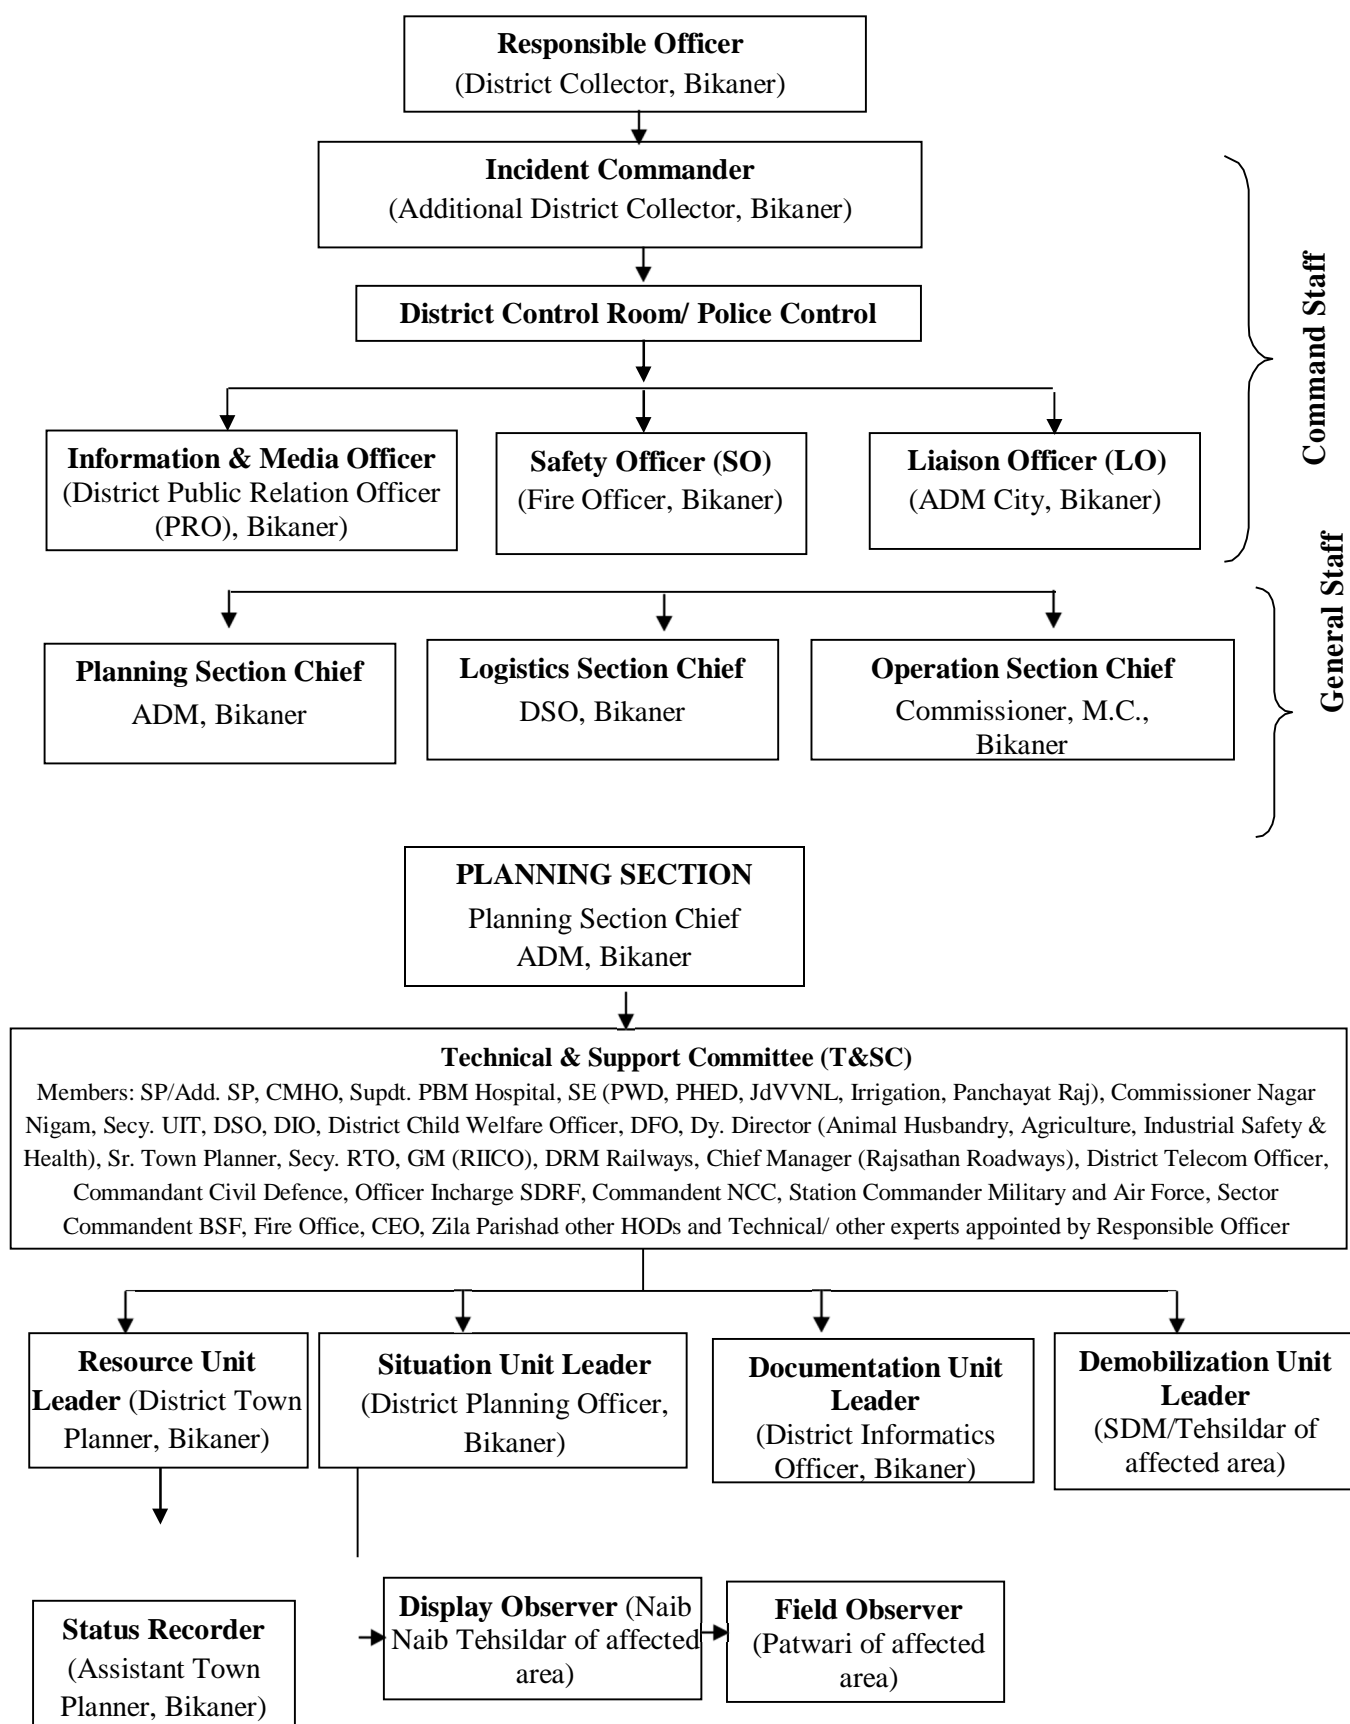 Responsible Officer
(District Collector, Bikaner)
Incident Commander
(Additional District Collector, Bikaner)
District Control Room/ Police Control
Command Staff
Information & Media Officer
(District Public Relation Officer
(PRO), Bikaner)
Safety Officer (SO)
(Fire Officer, Bikaner)
Liaison Officer (LO)
(ADM City, Bikaner)
General Staff
Planning Section Chief
ADM, Bikaner
Logistics Section Chief
DSO, Bikaner
Operation Section Chief
Commissioner, M.C.,
Bikaner
PLANNING SECTION
Planning Section Chief
ADM, Bikaner
Technical & Support Committee (T&SC)
Members: SP/Add. SP, CMHO, Supdt. PBM Hospital, SE (PWD, PHED, JdVVNL, Irrigation, Panchayat Raj), Commissioner Nagar
Nigam, Secy. UIT, DSO, DIO, District Child Welfare Officer, DFO, Dy. Director (Animal Husbandry, Agriculture, Industrial Safety &
Health), Sr. Town Planner, Secy. RTO, GM (RIICO), DRM Railways, Chief Manager (Rajsathan Roadways), District Telecom Officer,
Commandant Civil Defence, Officer Incharge SDRF, Commandent NCC, Station Commander Military and Air Force, Sector
Commandent BSF, Fire Office, CEO, Zila Parishad other HODs and Technical/ other experts appointed by Responsible Officer
Resource Unit
Leader (District Town
Planner, Bikaner)
Situation Unit Leader
(District Planning Officer,
Bikaner)
Documentation Unit
Leader
(District Informatics
Officer, Bikaner)
Demobilization Unit
Leader
(SDM/Tehsildar of
affected area)
Status Recorder
(Assistant Town
Planner, Bikaner)
Display Observer (Naib
Naib Tehsildar of affected
area)
Field Observer
(Patwari of affected
area)